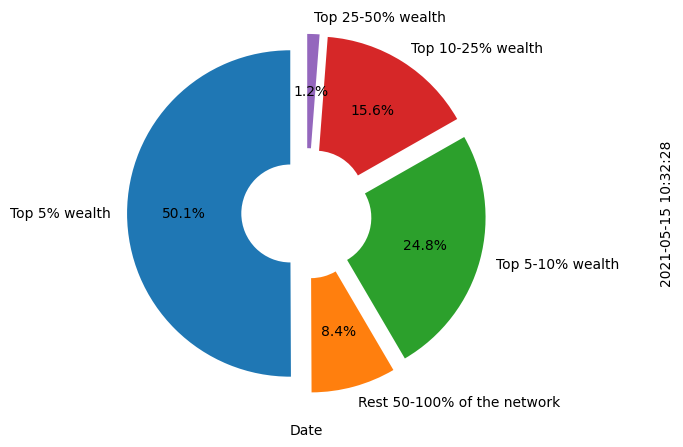 Top 25-50% wealth
Top 10-25% wealth
1.2%
15.6%
Top 5% wealth
50.1%
24.8%
Top 5-10% wealth
8.4%
Rest 50-100% of the network
Date
2021-05-15 10:32:28